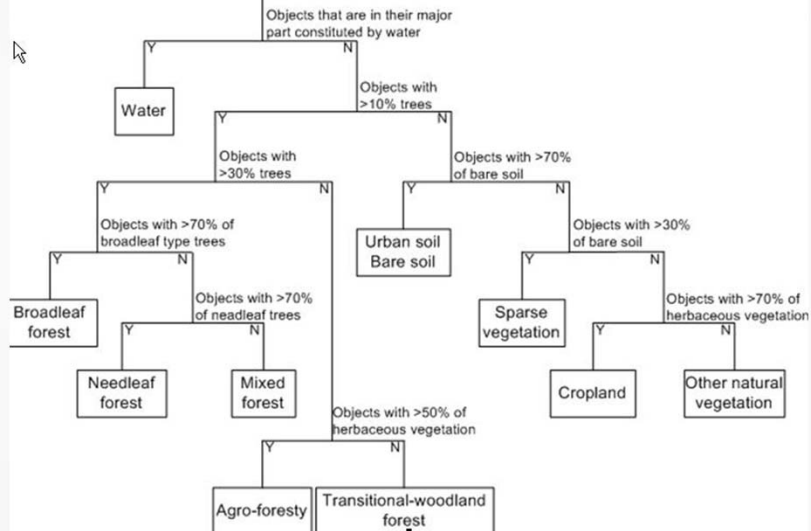 Objects that are in their major
part constituted by water
Y
N
Water
Objects with
>10% trees
Y
N
Objects with
>30% trees
Objects with >70%
of bare soil
Y
N
Y
N
Objects with >70% of
broadleaf type trees
Urban soil
Bare soil
Objects with >30%
of bare soil
Y
N
Y
N
Broadleaf
forest
Objects with >70%
of neadleaf trees
Sparse
vegetation
Objects with >70% of
herbaceous vegetation
Y
N
Y
N
Needleaf
forest
Mixed
forest
Cropland
Other natural
vegetation
Objects with >50% of
herbaceous vegetation
Y
N
Agro-foresty
Transitional-woodland
forest